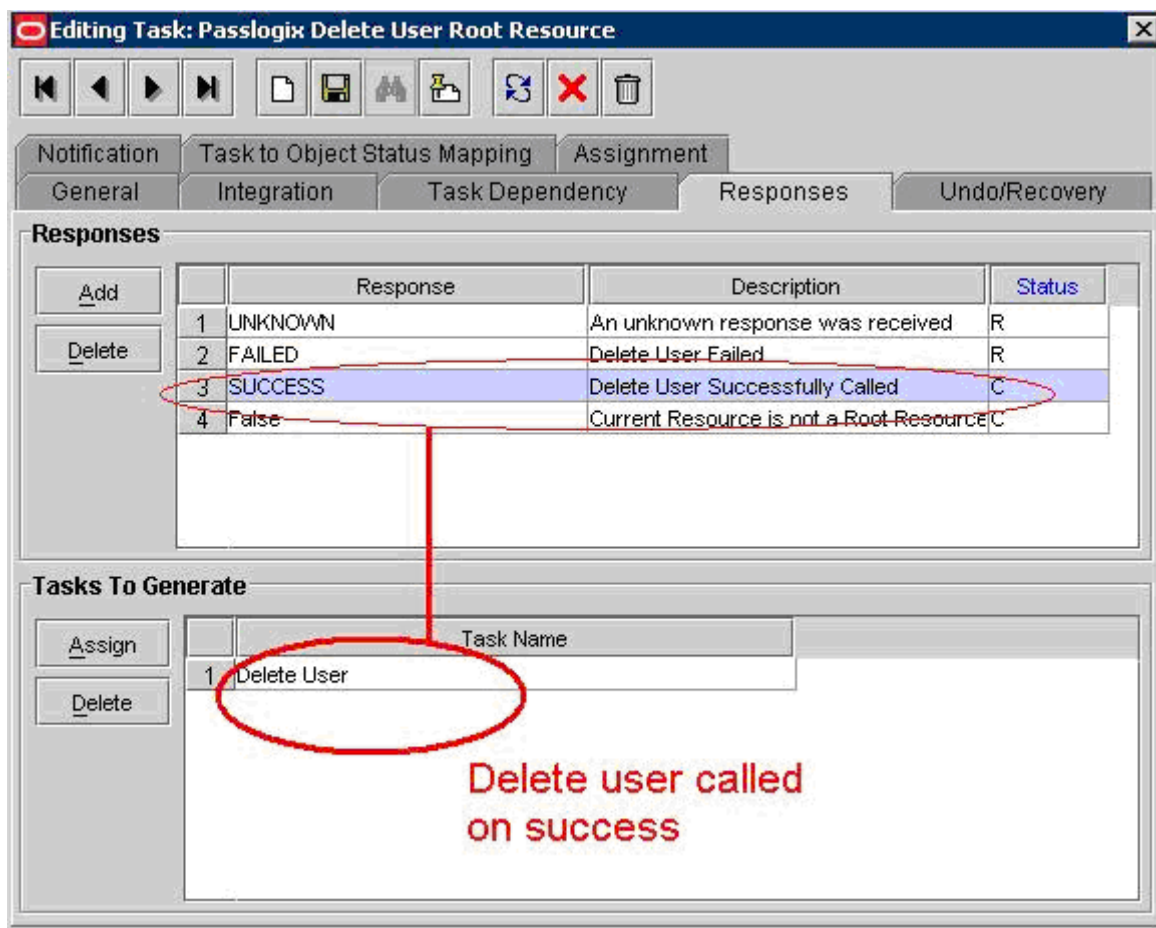 Editing Task: Passlogix Delete User Root Resource
Notification Task to Object Status Mapping Assignment
General Integration Task Dependency Responses Undo/Recovery
Responses
Add
Delete
Response Description Status
1 UNKNOWN An unknown response was received R
2 FAILED Delete User Failed R
3 SUCCESS Delete User Successfully Called C
4 False Current Resource is not a Root Resource C
Tasks To Generate
Assign
Delete
Task Name
1 Delete User
Delete user called
on success